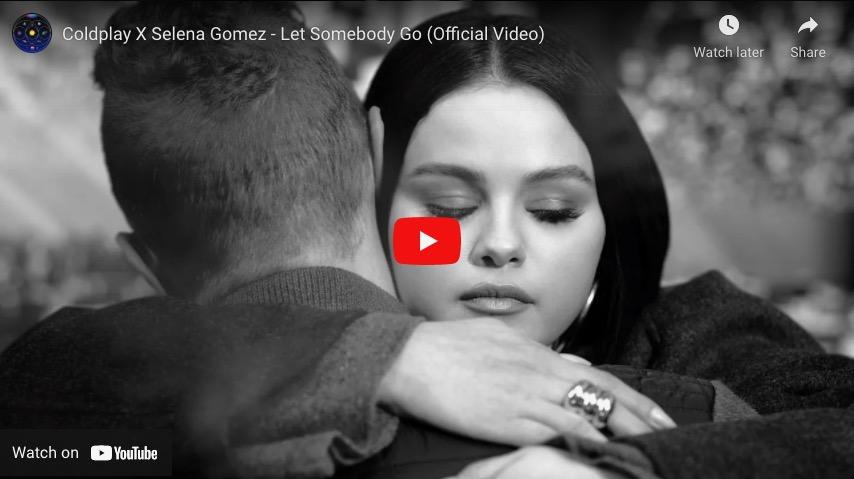 Coldplay X Selena Gomez - Let Somebody Go (Official Video)
Watch later
Share
Watch on YouTube